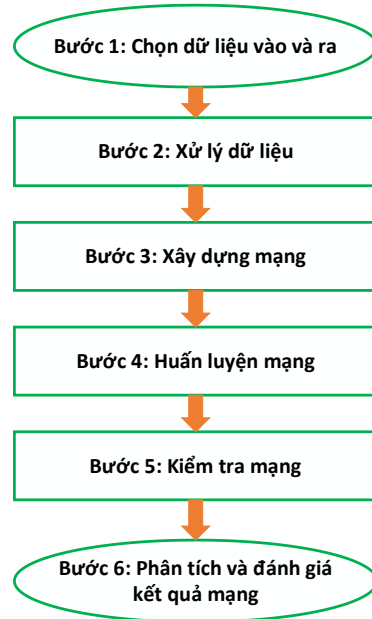 Bước 1: Chọn dữ liệu vào và ra
Bước 2: Xử lý dữ liệu
Bước 3: Xây dựng mạng
Bước 4: Huấn luyện mạng
Bước 5: Kiểm tra mạng
Bước 6: Phân tích và đánh giá
kết quả mạng